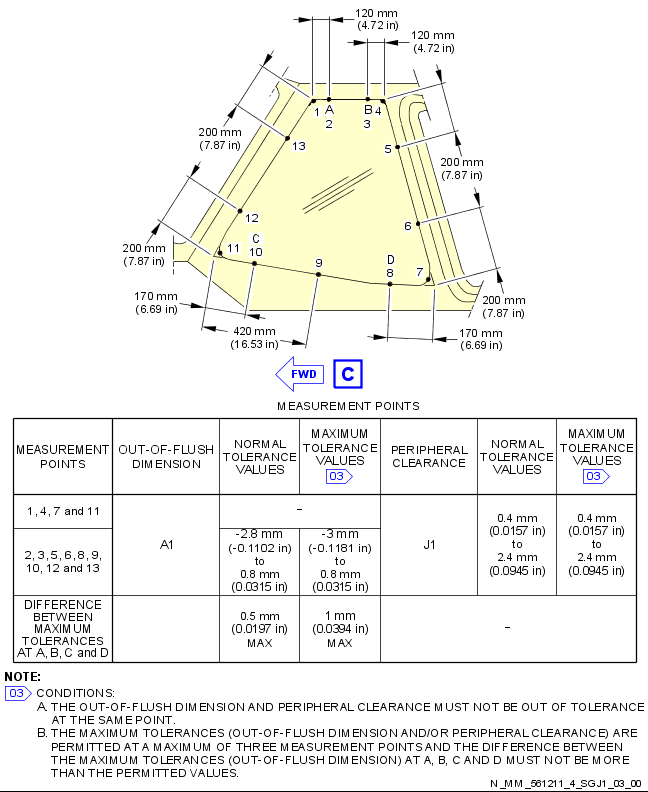 120 mm
(4.72 in)
120 mm
(4.72 in)
1
A
2
B
3
4
13
5
200 mm
(7.87 in)
200 mm
(7.87 in)
12
6
11
C
10
9
D
8
7
200 mm
(7.87 in)
170 mm
(6.69 in)
420 mm
(16.53 in)
200 mm
(7.87 in)
170 mm
(6.69 in)
FWD
C
MEASUREMENT POINTS
MEASUREMENT
POINTS
OUT-OF-FLUSH
DIMENSION
NORMAL
TOLERANCE
VALUES
MAXIMUM
TOLERANCE
VALUES
03
PERIPHERAL
CLEARANCE
NORMAL
TOLERANCE
VALUES
MAXIMUM
TOLERANCE
VALUES
03
1, 4, 7 and 11
–
2, 3, 5, 6, 8, 9,
10, 12 and 13
A1
-2.8 mm
(-0.1102 in)
to
0.8 mm
(0.0315 in)
-3 mm
(-0.1181 in)
to
0.8 mm
(0.0315 in)
J1
0.4 mm
(0.0157 in)
to
2.4 mm
(0.0945 in)
0.4 mm
(0.0157 in)
to
2.4 mm
(0.0945 in)
DIFFERENCE
BETWEEN
MAXIMUM
TOLERANCES
AT A, B, C and D
0.5 mm
(0.0197 in)
MAX
1 mm
(0.0394 in)
MAX
–
NOTE:
03 CONDITIONS:
A. THE OUT-OF-FLUSH DIMENSION AND PERIPHERAL CLEARANCE MUST NOT BE OUT OF TOLERANCE
AT THE SAME POINT.
B. THE MAXIMUM TOLERANCES (OUT-OF-FLUSH DIMENSION AND/OR PERIPHERAL CLEARANCE) ARE
PERMITTED AT A MAXIMUM OF THREE MEASUREMENT POINTS AND THE DIFFERENCE BETWEEN
THE MAXIMUM TOLERANCES (OUT-OF-FLUSH DIMENSION) AT A, B, C AND D MUST NOT BE MORE
THAN THE PERMITTED VALUES.
N_MM_561211_4_SGJ1_03_00